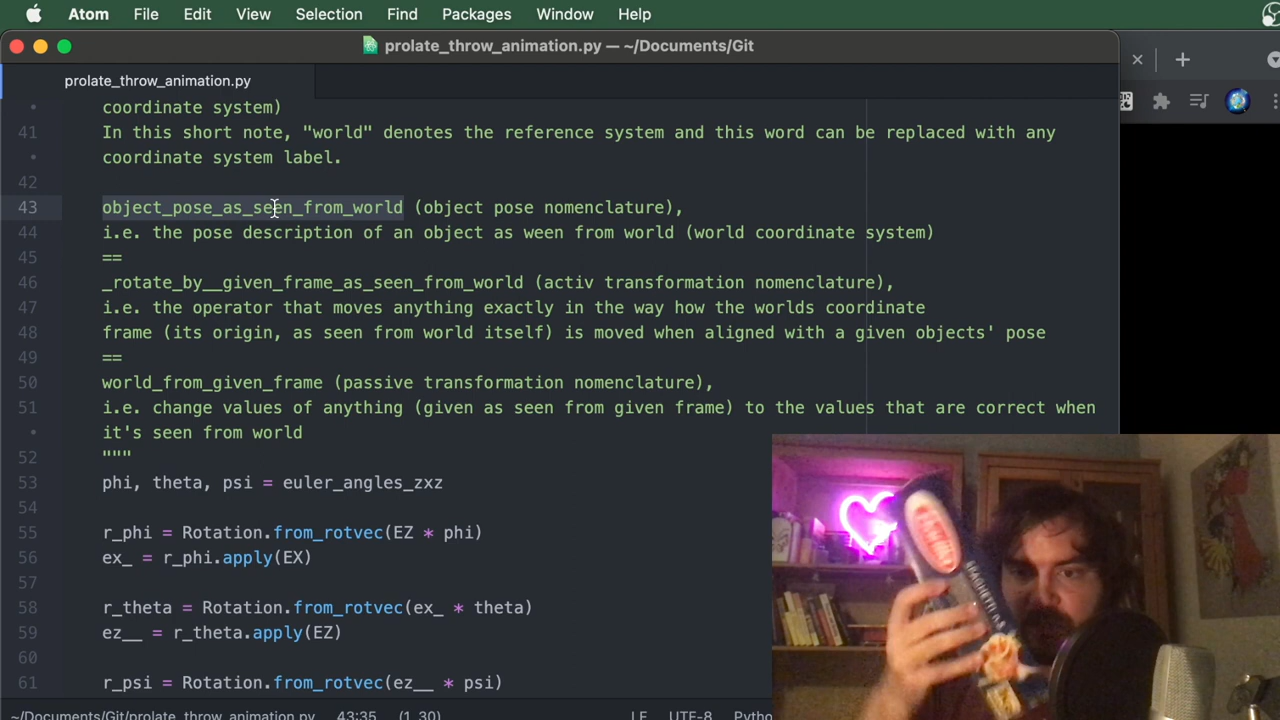 Atom File Edit View Selection Find Packages Window Help
prolate_throw_animation.py — ~/Documents/Git
prolate_throw_animation.py
coordinate system)
41 In this short note, "world" denotes the reference system and this word can be replaced with any
coordinate system label.
42
43 object_pose_as_seen_from_world (object pose nomenclature),
44 i.e. the pose description of an object as ween from world (world coordinate system)
45 ==
46 _rotate_by__given_frame_as_seen_from_world (activ transformation nomenclature),
47 i.e. the operator that moves anything exactly in the way how the worlds coordinate
48 frame (its origin, as seen from world itself) is moved when aligned with a given objects' pose
49 ==
50 world_from_given_frame (passive transformation nomenclature),
51 i.e. change values of anything (given as seen from given frame) to the values that are correct when
it's seen from world
52 """
53 phi, theta, psi = euler_angles_zxz
54
55 r_phi = Rotation.from_rotvec(EZ * phi)
56 ex_ = r_phi.apply(EX)
57
58 r_theta = Rotation.from_rotvec(ex_ * theta)
59 ez__ = r_theta.apply(EZ)
60
61 r_psi = Rotation.from_rotvec(ez__ * psi)
~/Documents/Git/prolate_throw_animation.py 43:35 (1, 30) LF UTF-8 Python